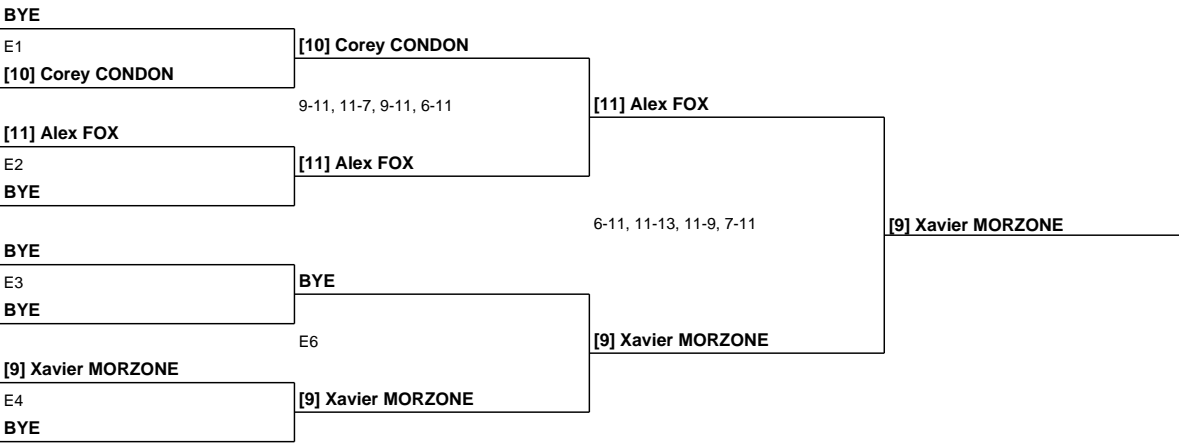 BYE
E1
[10] Corey CONDON
[10] Corey CONDON
9-11, 11-7, 9-11, 6-11
[11] Alex FOX
[11] Alex FOX
E2
[11] Alex FOX
BYE
6-11, 11-13, 11-9, 7-11
[9] Xavier MORZONE
BYE
E3
BYE
BYE
E6
[9] Xavier MORZONE
[9] Xavier MORZONE
E4
[9] Xavier MORZONE
BYE